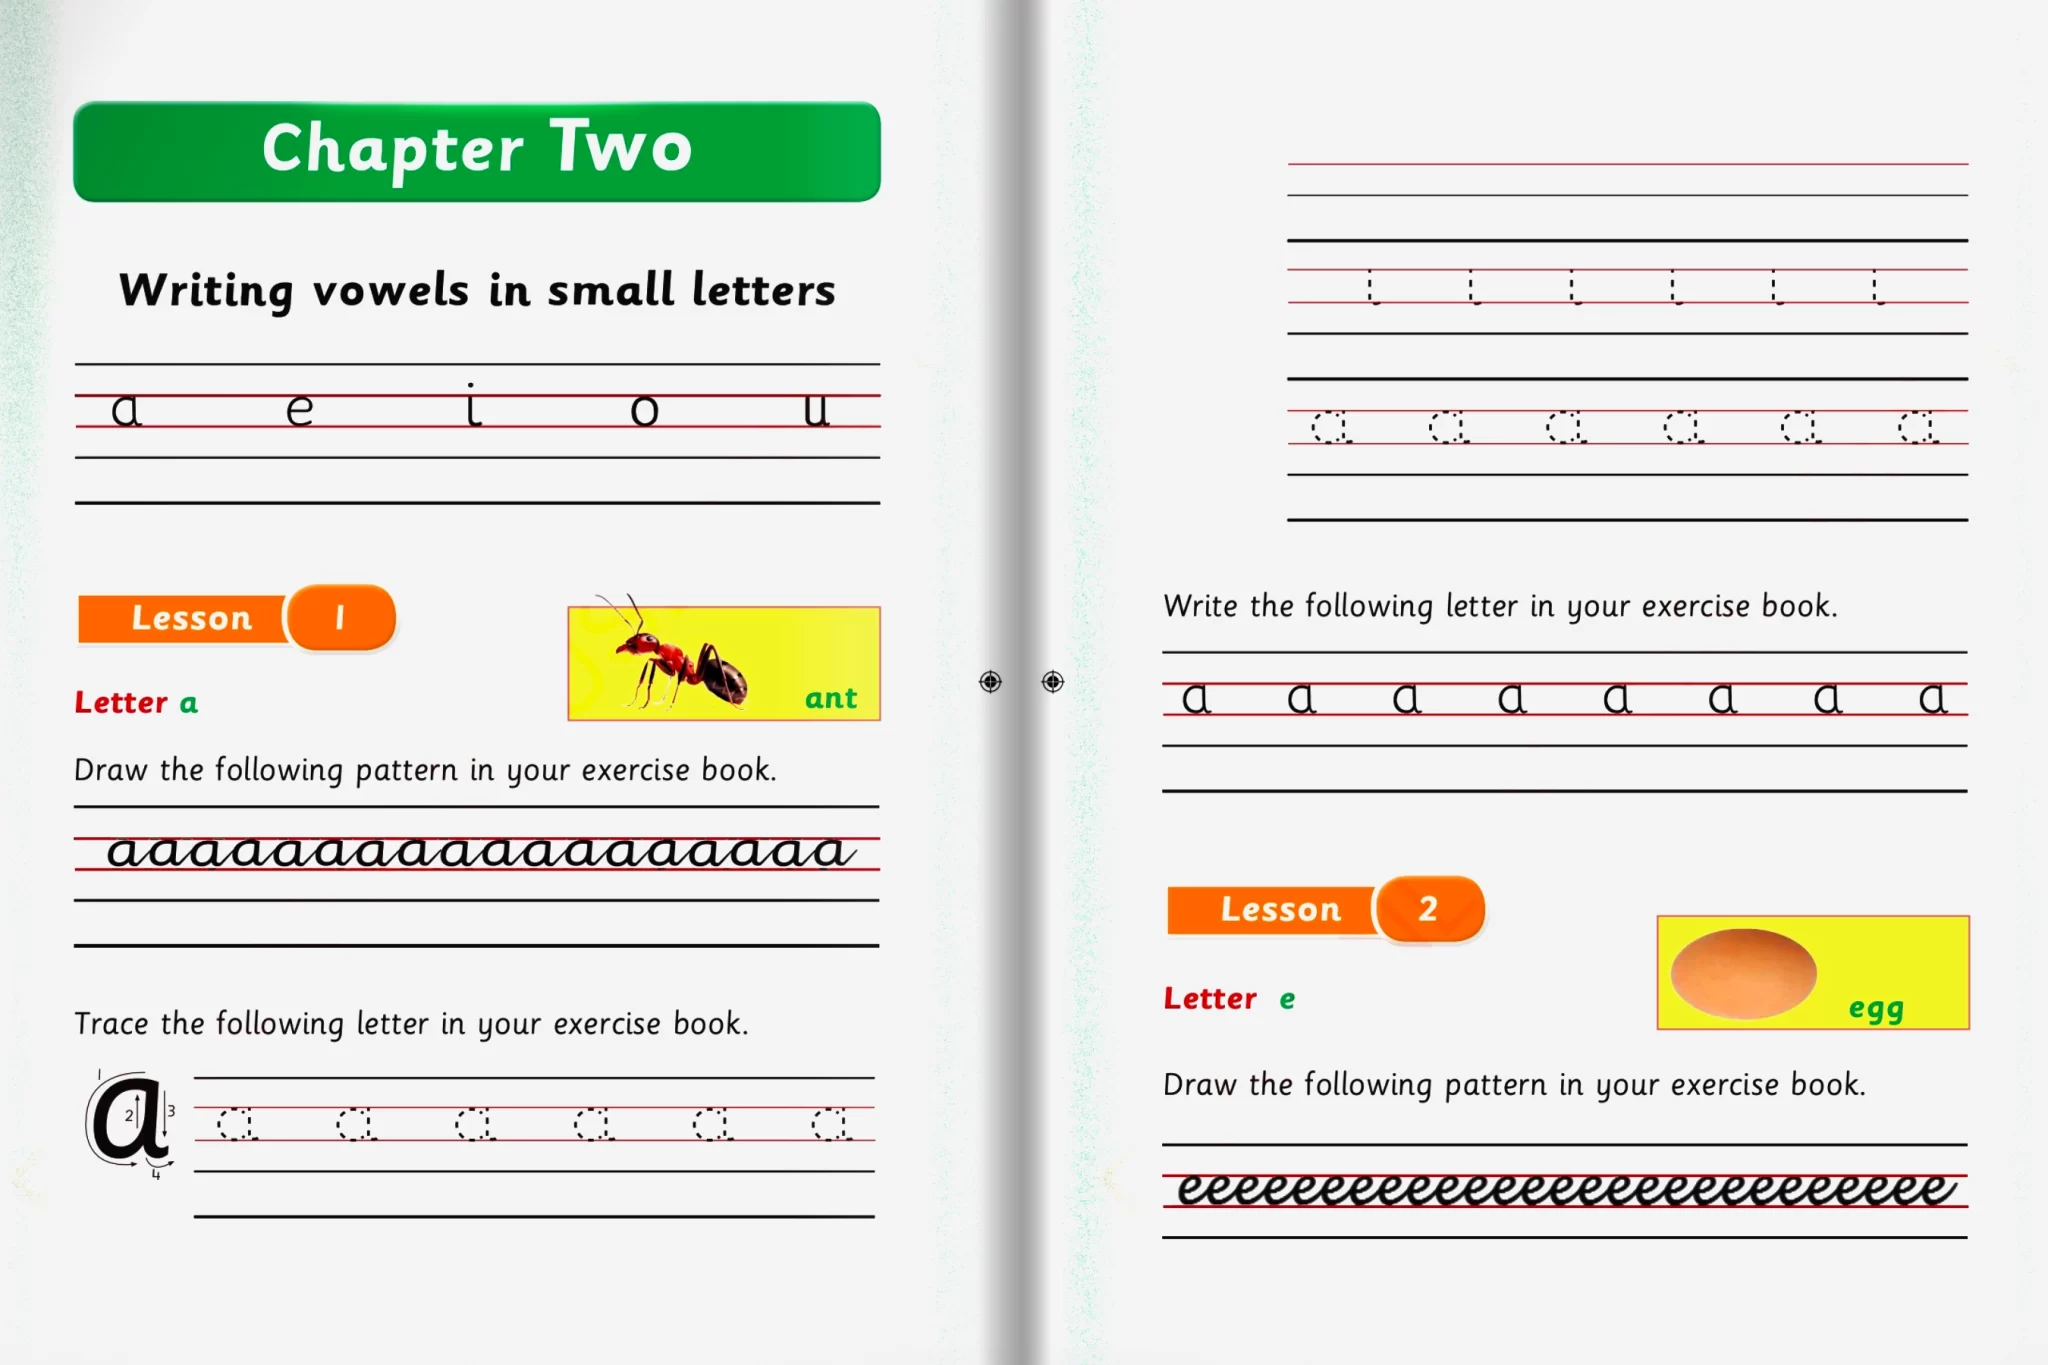 Chapter Two
Writing vowels in small letters
a e i o u
Lesson 1
ant
Letter a
Draw the following pattern in your exercise book.
aaaaaaaaaaaaaaaaaa
Trace the following letter in your exercise book.
1 2 3 4
a a a a a a a
ı ı ı ı ı ı
a a a a a a
Write the following letter in your exercise book.
a a a a a a a a
Lesson 2
Letter e
egg
Draw the following pattern in your exercise book.
eeeeeeeeeeeeeeeeeeeeeeeeeee